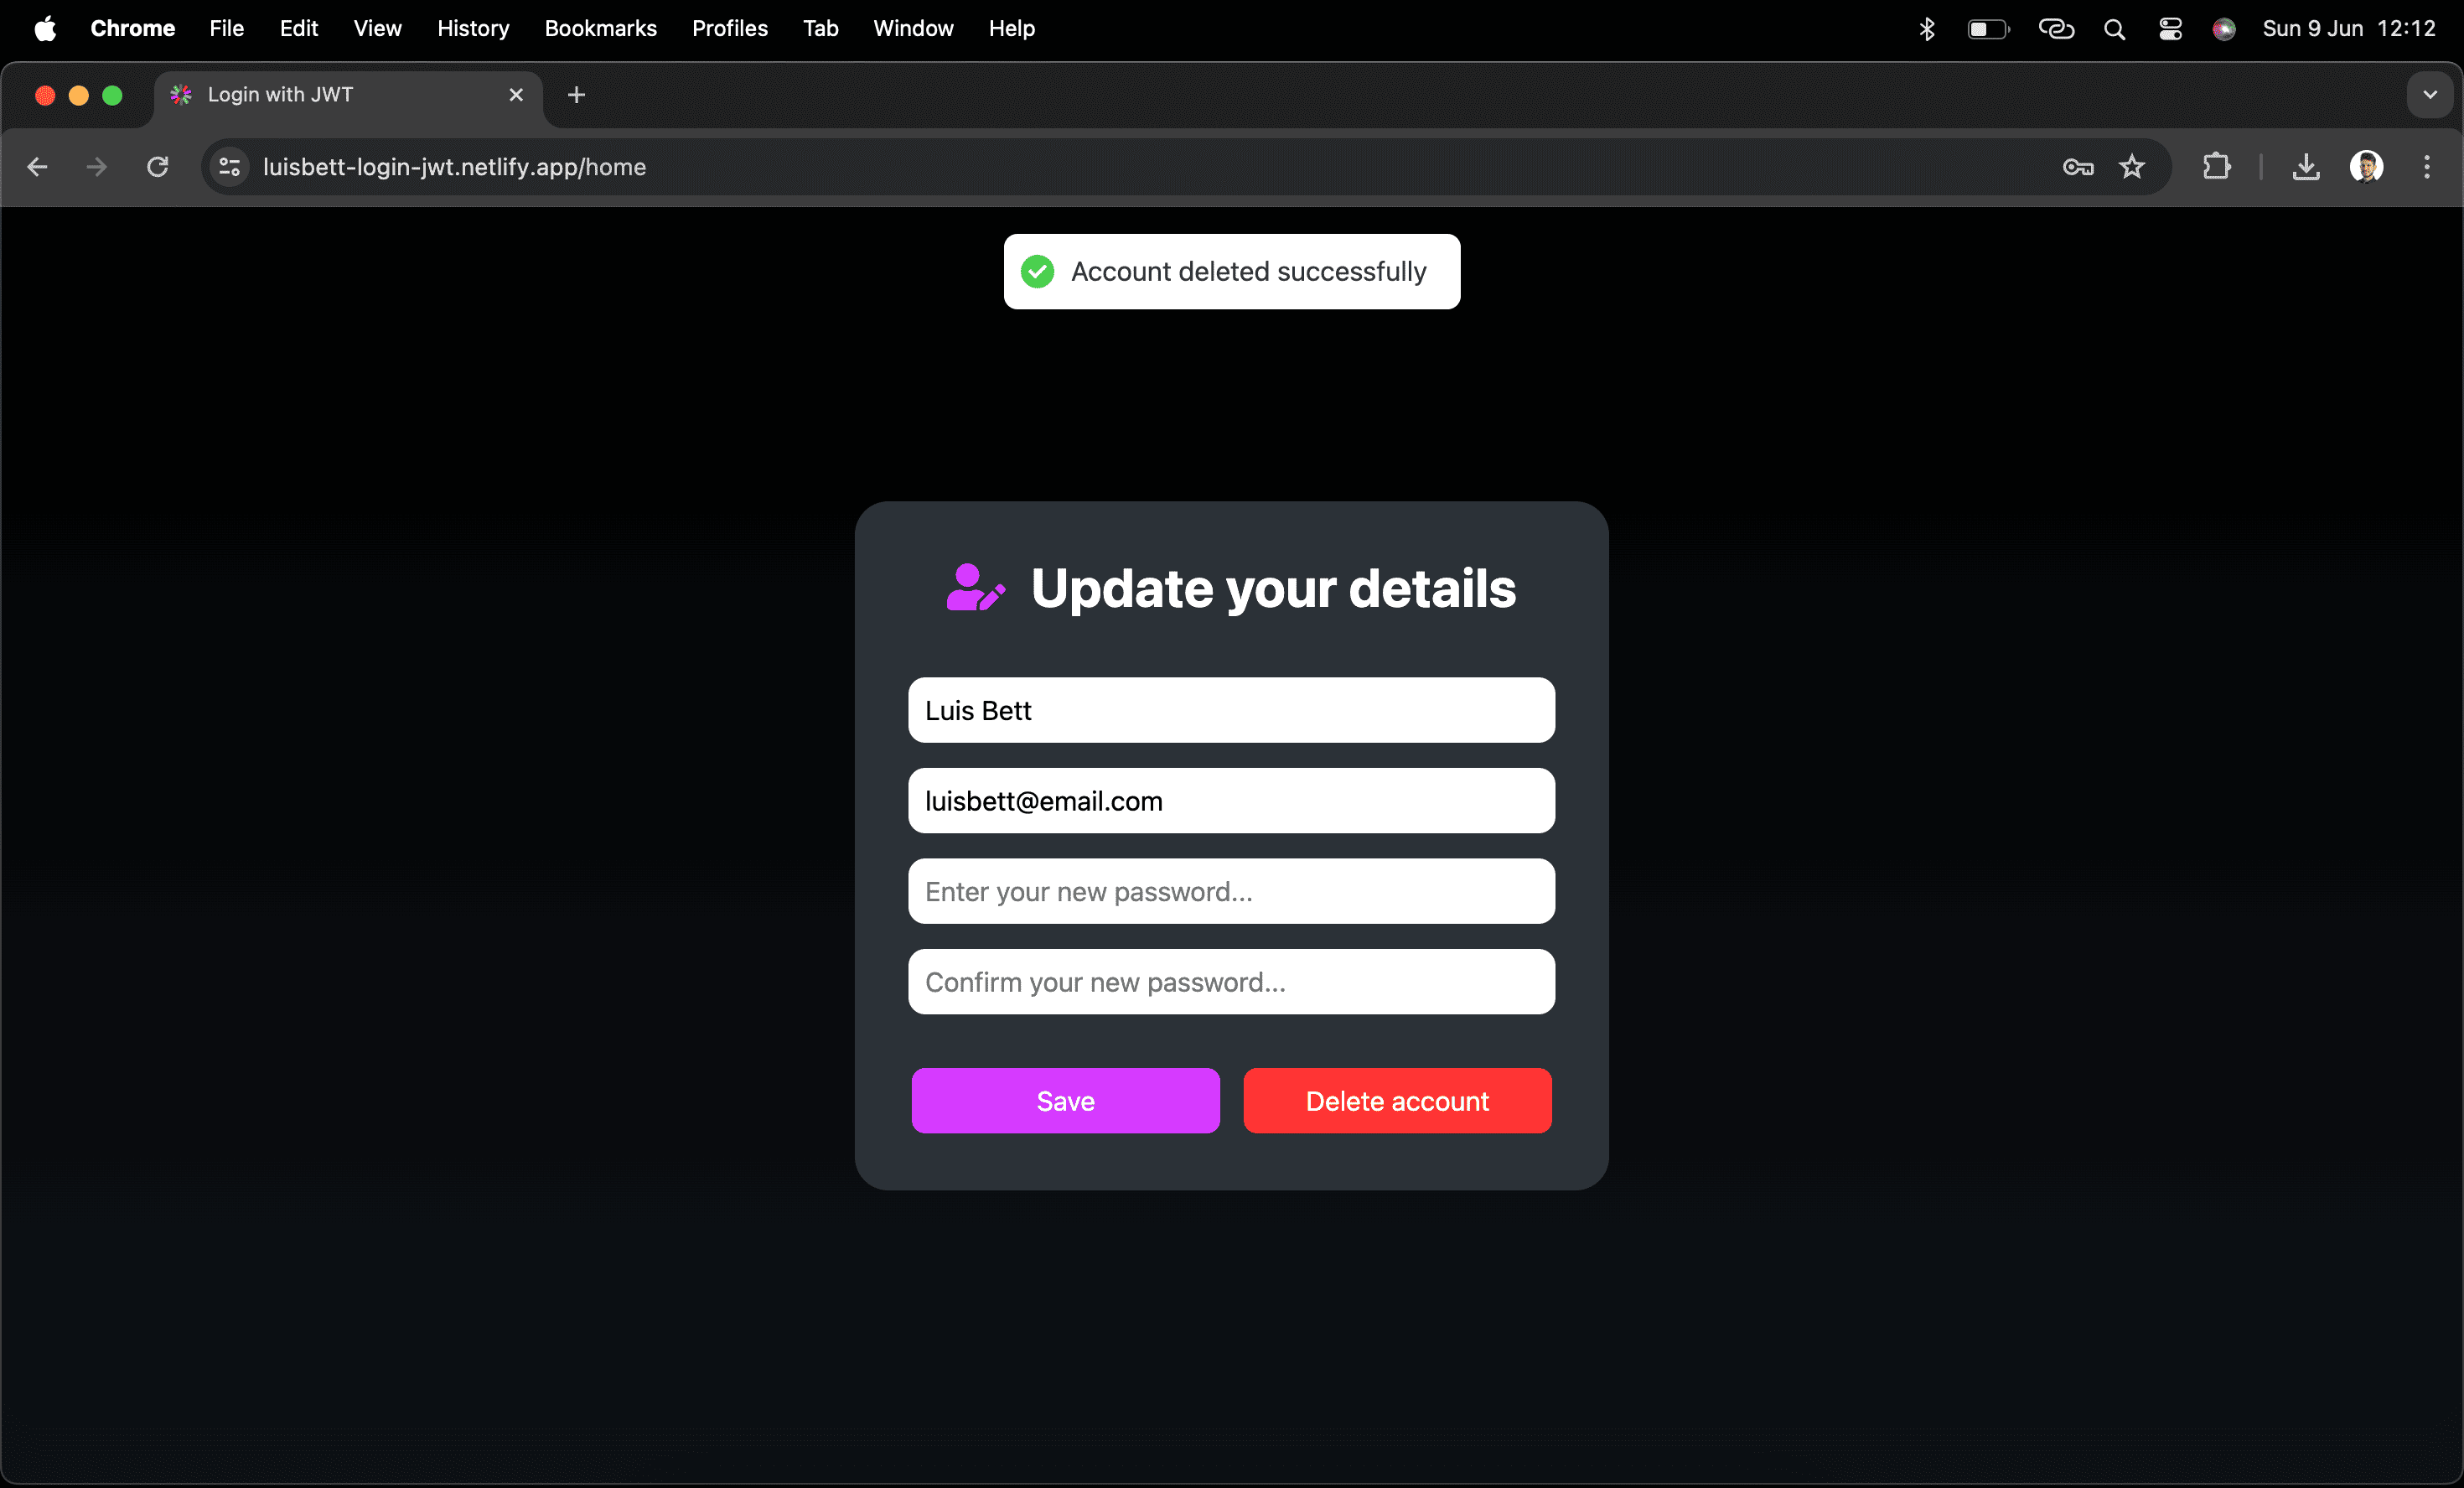 Chrome File Edit View History Bookmarks Profiles Tab Window Help Sun 9 Jun 12:12
Login with JWT
luisbett-login-jwt.netlify.app/home
Account deleted successfully
Update your details
Luis Bett
luisbett@email.com
Enter your new password...
Confirm your new password...
Save Delete account